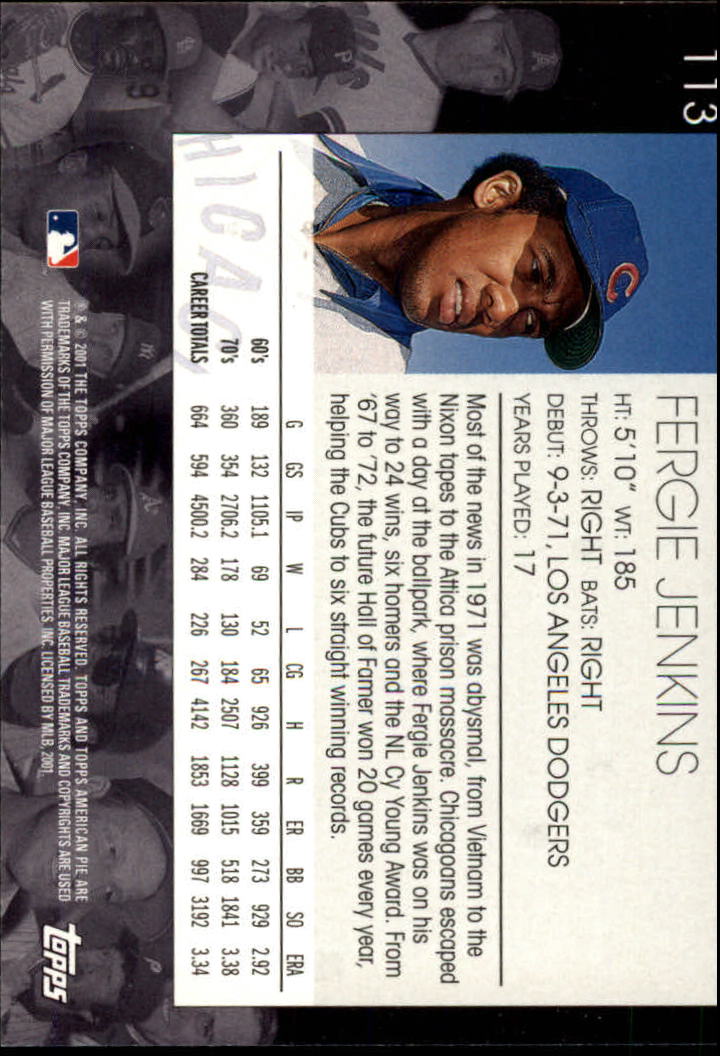 113
FERGIE JENKINS
HT: 5'10" WT: 185
THROWS: RIGHT BATS: RIGHT
DEBUT: 9-3-71, LOS ANGELES DODGERS
YEARS PLAYED: 17
Most of the news in 1971 was abysmal, from Vietnam to the
Nixon tapes to the Attica prison massacre. Chicagoans escaped
with a day at the ballpark, where Fergie Jenkins was on his
way to 24 wins, six homers and the NL Cy Young Award. From
'67 to '72, the future Hall of Famer won 20 games every year,
helping the Cubs to six straight winning records.
G GS IP W L CG H R ER BB SO ERA
60's 189 132 1105.1 69 52 65 926 399 359 273 929 2.92
70's 360 354 2706.2 178 130 184 2507 1128 1015 518 1841 3.38
CAREER TOTALS 664 594 4500.2 284 226 267 4142 1853 1669 997 3192 3.34
HICAG
® & © 2001 THE TOPPS COMPANY, INC. ALL RIGHTS RESERVED. TOPPS AND TOPPS AMERICAN PIE ARE
TRADEMARKS OF THE TOPPS COMPANY, INC. MAJOR LEAGUE BASEBALL TRADEMARKS AND COPYRIGHTS ARE USED
WITH PERMISSION OF MAJOR LEAGUE BASEBALL PROPERTIES, INC. LICENSED BY MLB, 2001.
topps